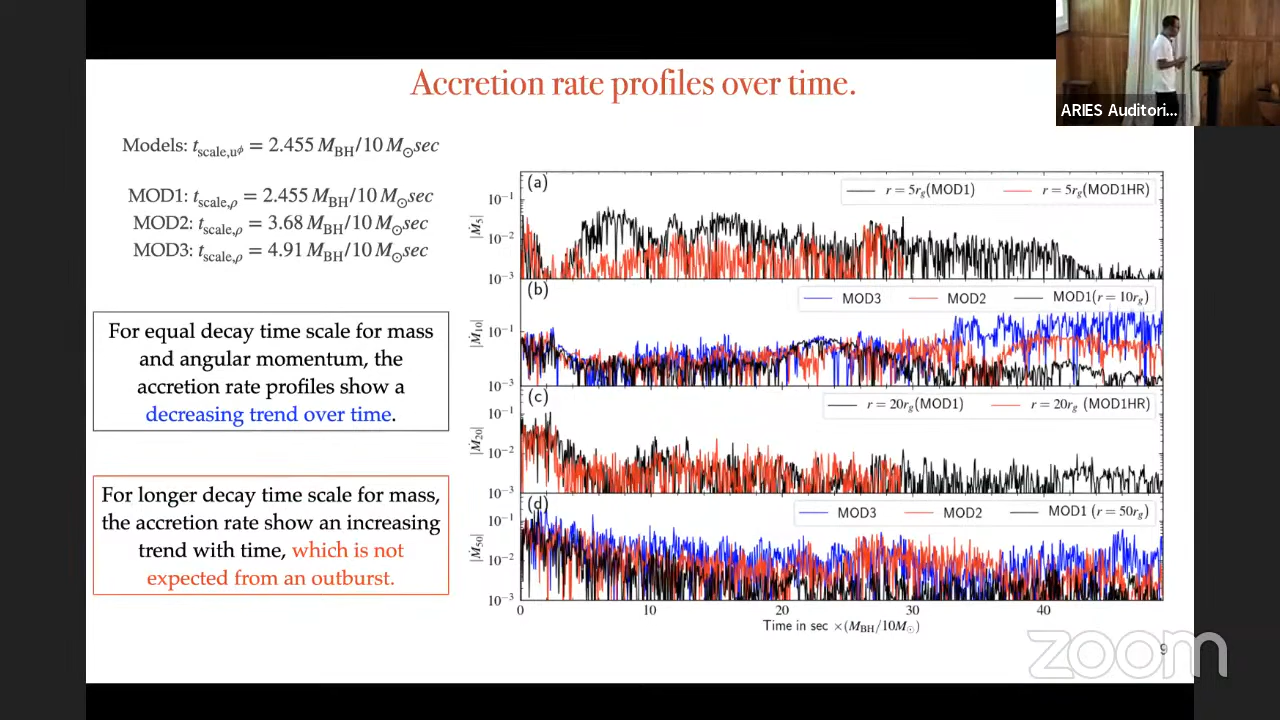 Accretion rate profiles over time.
ARIES Auditori...
Models: t_scale,u^ϕ = 2.455 M_BH/10 M_⊙sec
MOD1: t_scale,ρ = 2.455 M_BH/10 M_⊙sec
MOD2: t_scale,ρ = 3.68 M_BH/10 M_⊙sec
MOD3: t_scale,ρ = 4.91 M_BH/10 M_⊙sec
For equal decay time scale for mass
and angular momentum, the
accretion rate profiles show a
decreasing trend over time.
For longer decay time scale for mass,
the accretion rate show an increasing
trend with time, which is not
expected from an outburst.
(a)
r = 5r_g(MOD1) r = 5r_g(MOD1HR)
|Ṁ_5|
10⁻¹
10⁻²
10⁻³
(b)
MOD3 MOD2 MOD1(r = 10r_g)
|Ṁ_10|
10⁻¹
10⁻³
(c)
r = 20r_g(MOD1) r = 20r_g (MOD1HR)
|Ṁ_20|
10⁻¹
10⁻²
10⁻³
(d)
MOD3 MOD2 MOD1 (r = 50r_g)
|Ṁ_50|
10⁻¹
10⁻²
10⁻³
0 10 20 30 40
Time in sec ×(M_BH/10M_⊙)
9
zoom